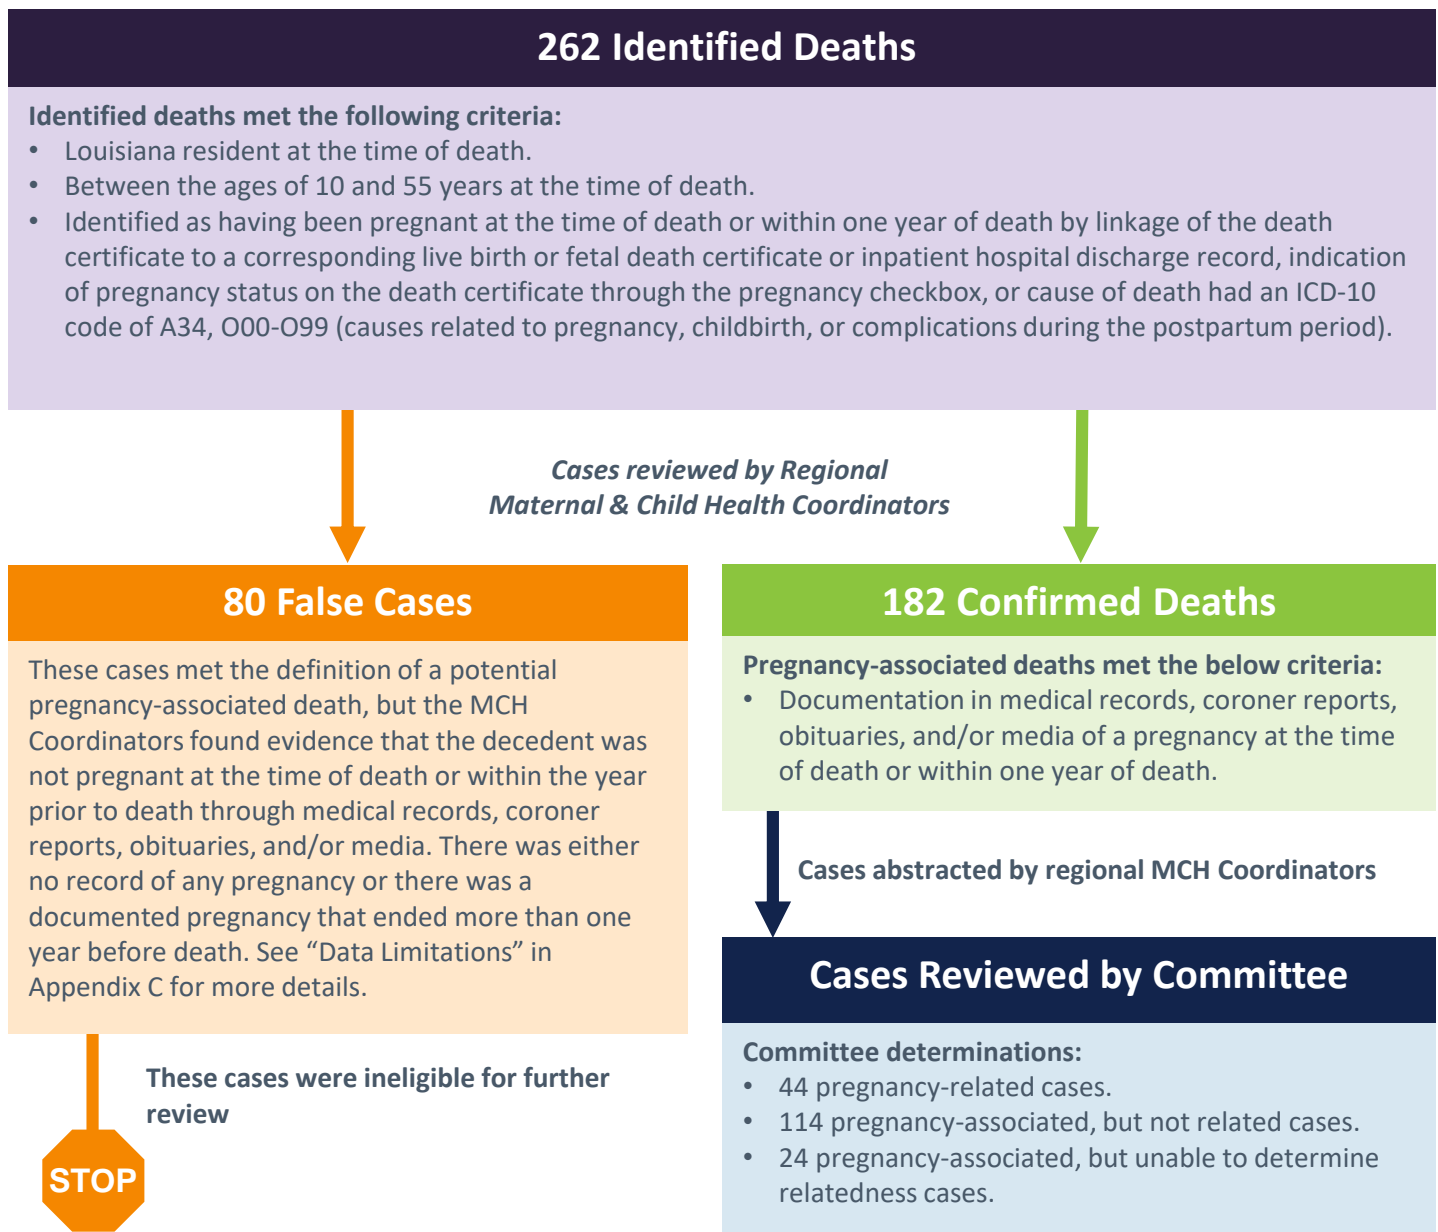 262 Identified Deaths
Identified deaths met the following criteria:
• Louisiana resident at the time of death.
• Between the ages of 10 and 55 years at the time of death.
• Identified as having been pregnant at the time of death or within one year of death by linkage of the death
certificate to a corresponding live birth or fetal death certificate or inpatient hospital discharge record, indication
of pregnancy status on the death certificate through the pregnancy checkbox, or cause of death had an ICD-10
code of A34, O00-O99 (causes related to pregnancy, childbirth, or complications during the postpartum period).
Cases reviewed by Regional
Maternal & Child Health Coordinators
80 False Cases
These cases met the definition of a potential
pregnancy-associated death, but the MCH
Coordinators found evidence that the decedent was
not pregnant at the time of death or within the year
prior to death through medical records, coroner
reports, obituaries, and/or media. There was either
no record of any pregnancy or there was a
documented pregnancy that ended more than one
year before death. See “Data Limitations” in
Appendix C for more details.
These cases were ineligible for further
review
STOP
182 Confirmed Deaths
Pregnancy-associated deaths met the below criteria:
• Documentation in medical records, coroner reports,
obituaries, and/or media of a pregnancy at the time
of death or within one year of death.
Cases abstracted by regional MCH Coordinators
Cases Reviewed by Committee
Committee determinations:
• 44 pregnancy-related cases.
• 114 pregnancy-associated, but not related cases.
• 24 pregnancy-associated, but unable to determine
relatedness cases.